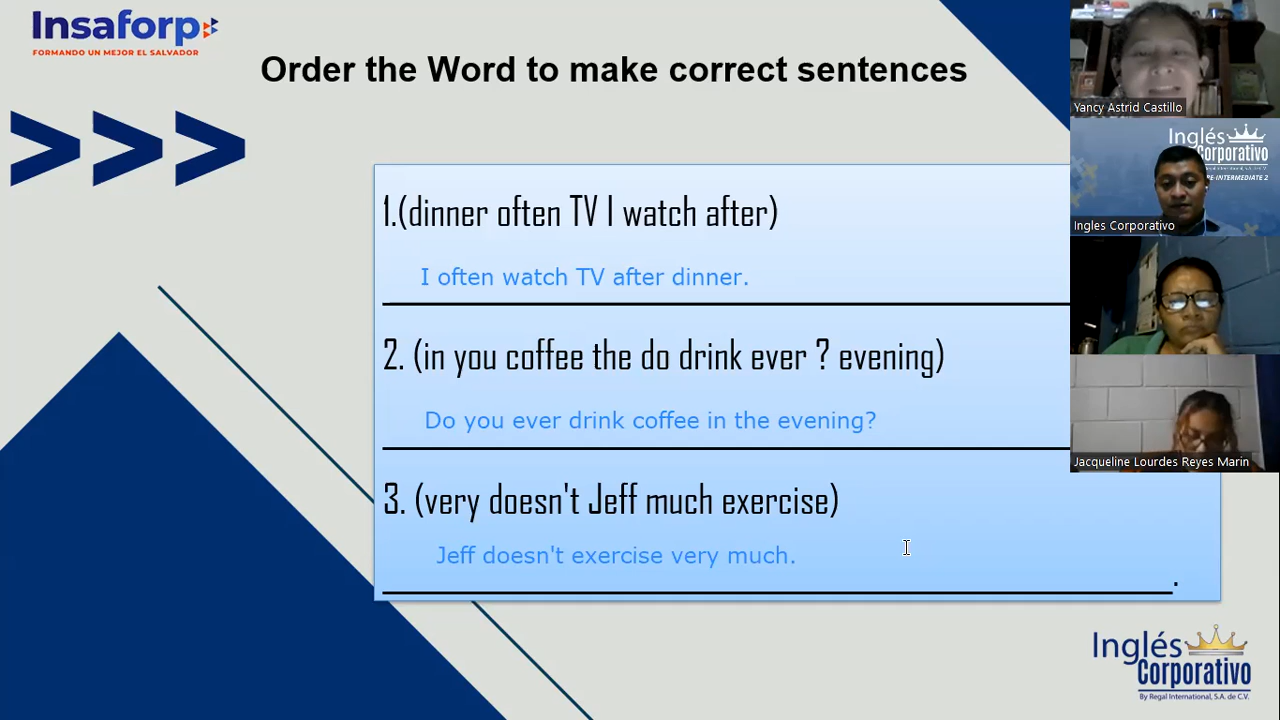 Insaforp
FORMANDO UN MEJOR EL SALVADOR
Order the Word to make correct sentences
>>>
1.(dinner often TV I watch after)
I often watch TV after dinner.
2. (in you coffee the do drink ever ? evening)
Do you ever drink coffee in the evening?
3. (very doesn't Jeff much exercise)
Jeff doesn't exercise very much.
.
Yancy Astrid Castillo
Inglés
Corporativo
PRE-INTERMEDIATE 2
Ingles Corporativo
Jacqueline Lourdes Reyes Marin
Inglés
Corporativo
By Regal International, S.A. de C.V.